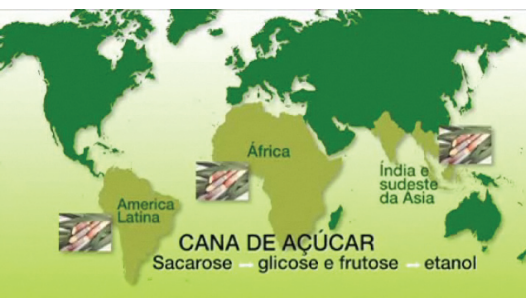 África
Índia e
sudeste
da Ásia
America
Latina
CANA DE AÇÚCAR
Sacarose → glicose e frutose → etanol